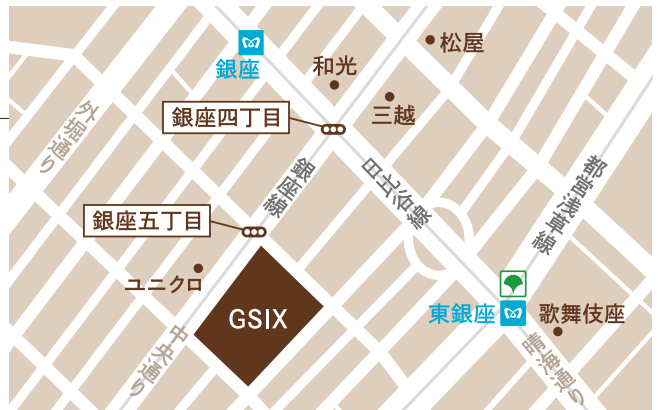 松屋
銀座
和光
三越
外堀通り
銀座四丁目
銀座線
日比谷線
都営浅草線
銀座五丁目
ユニクロ
GSIX
東銀座
歌舞伎座
中央通り
晴海通り